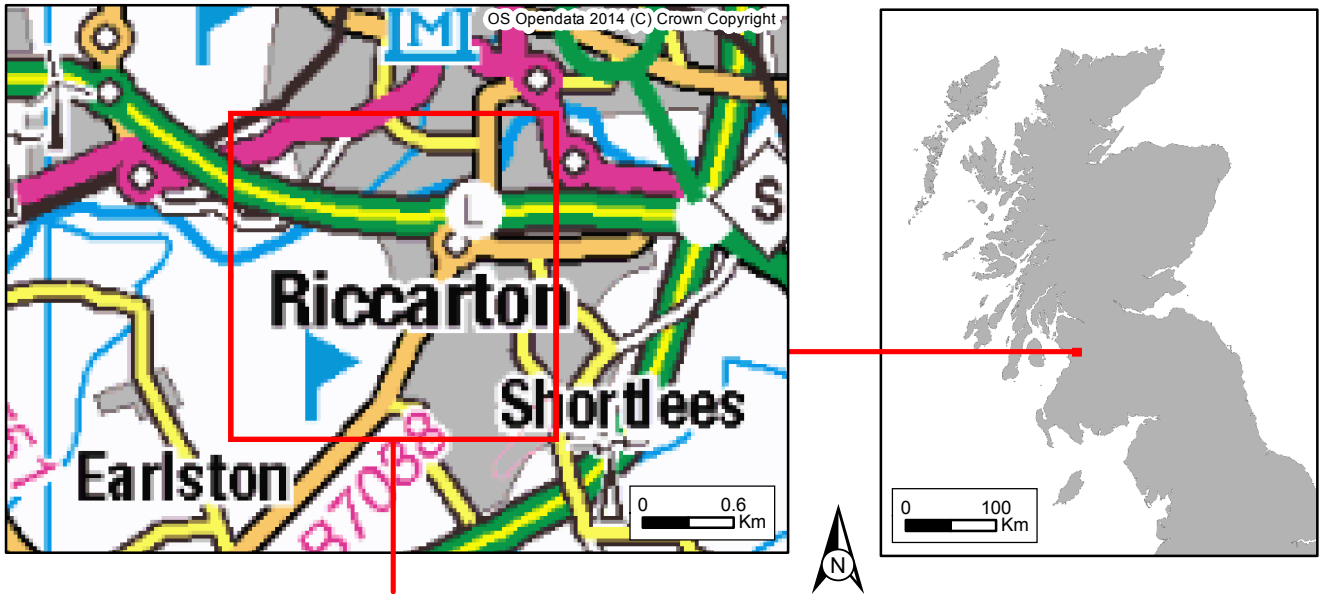 OS Opendata 2014 (C) Crown Copyright
M
L
S
Riccarton
Shortlees
Earlston
B7038
0 0.6
Km
0 100
Km
N